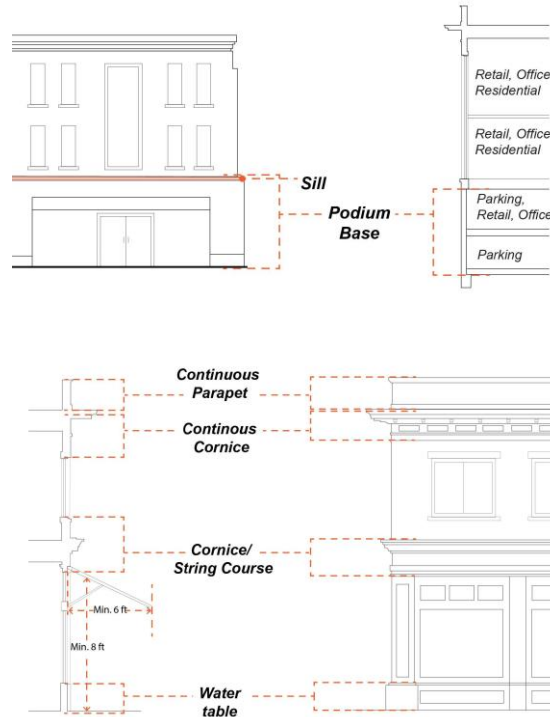 Retail, Office
Residential
Retail, Office
Residential
Sill
Podium
Base
Parking,
Retail, Office
Parking
Continuous
Parapet
Continous
Cornice
Cornice/
String Course
Min. 6 ft
Min. 8 ft
Water
table